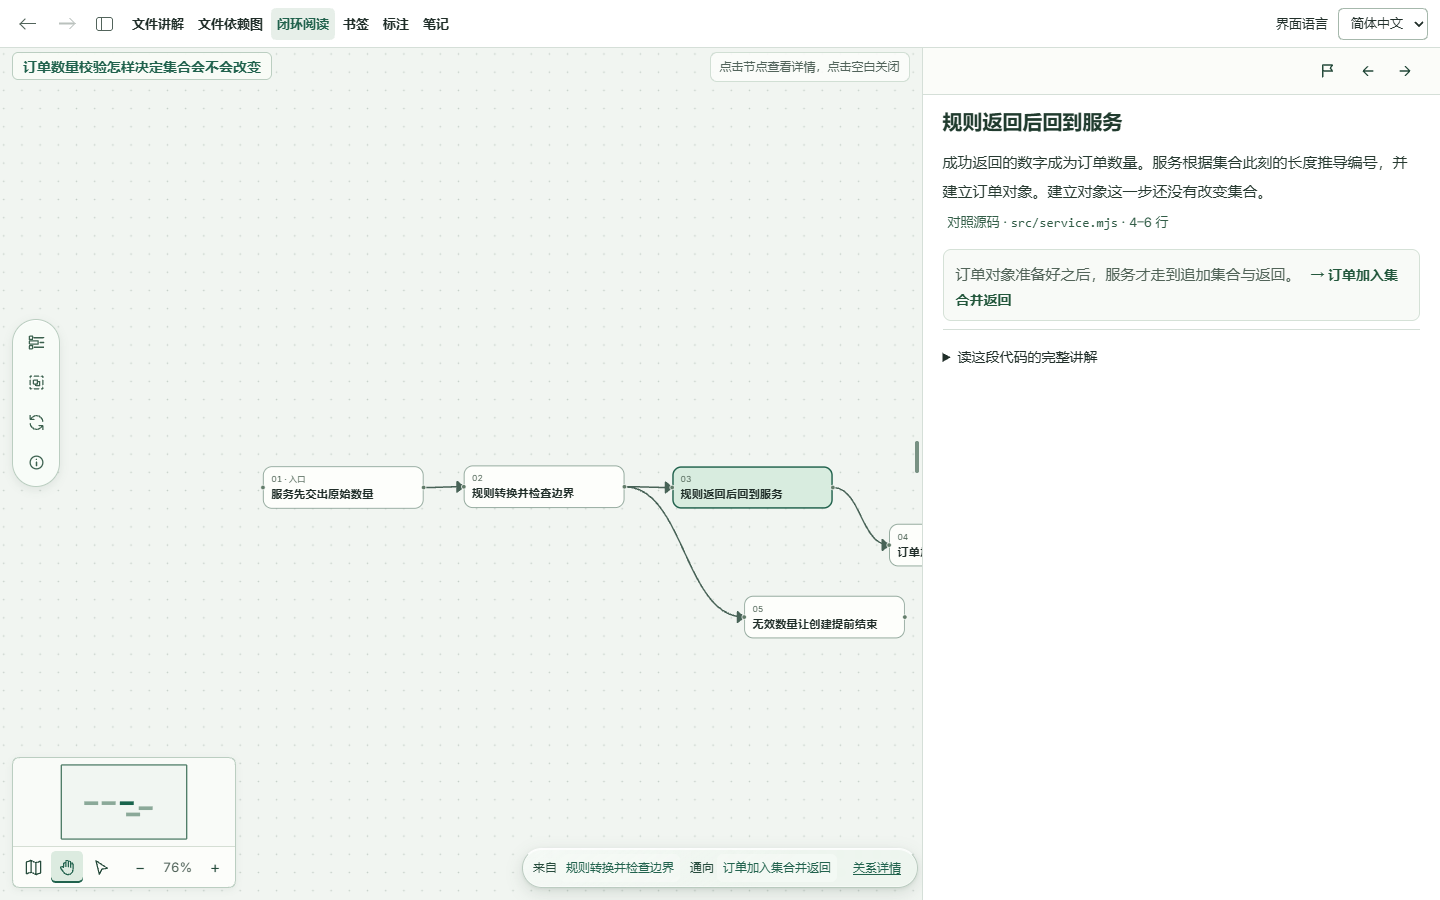 文件讲解 文件依赖图 闭环阅读 书签 标注 笔记 界面语言 简体中文
订单数量校验怎样决定集合会不会改变
点击节点查看详情，点击空白关闭
01 · 入口
服务先交出原始数量
02
规则转换并检查边界
03
规则返回后回到服务
04
订单
05
无效数量让创建提前结束
76%
来自 规则转换并检查边界 通向 订单加入集合并返回 关系详情
规则返回后回到服务
成功返回的数字成为订单数量。服务根据集合此刻的长度推导编号，并
建立订单对象。建立对象这一步还没有改变集合。
对照源码 · src/service.mjs · 4–6 行
订单对象准备好之后，服务才走到追加集合与返回。 → 订单加入集
合并返回
读这段代码的完整讲解